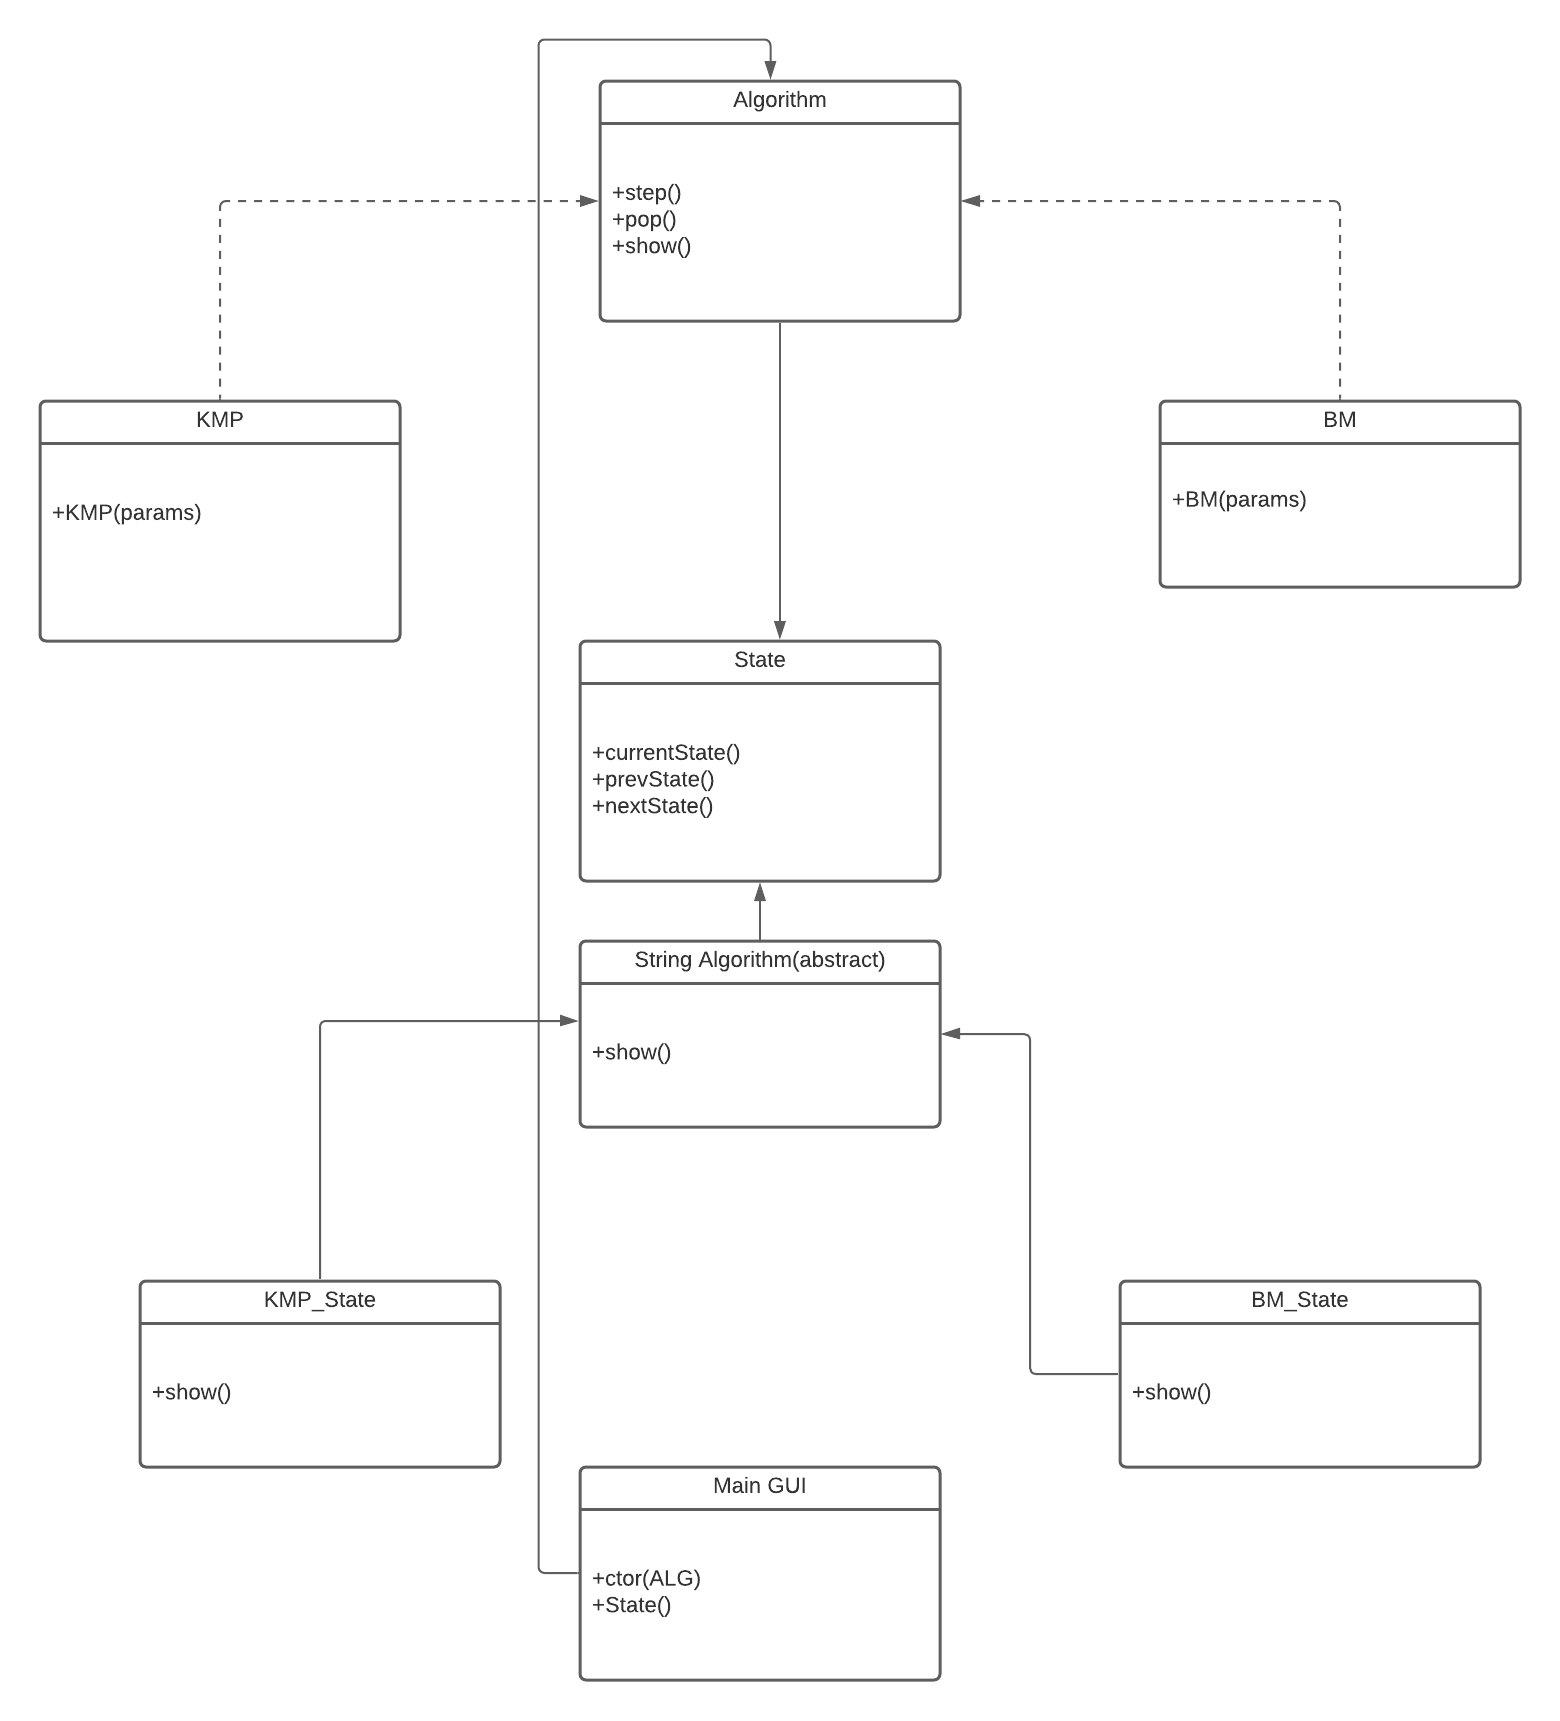 Algorithm
+step()
+pop()
+show()
KMP
+KMP(params)
BM
+BM(params)
State
+currentState()
+prevState()
+nextState()
String Algorithm(abstract)
+show()
KMP_State
+show()
BM_State
+show()
Main GUI
+ctor(ALG)
+State()